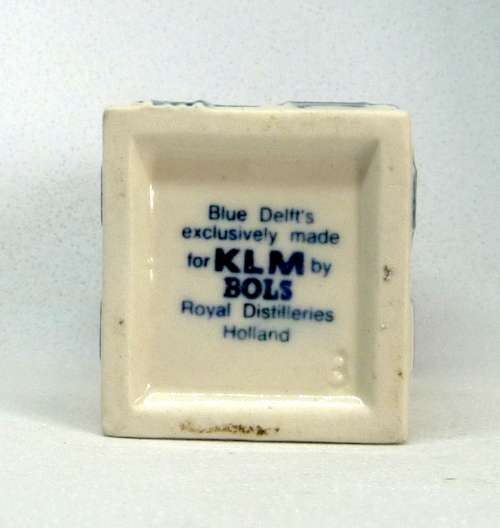 Blue Delft's
exclusively made
for KLM by
BOLS
Royal Distilleries
Holland